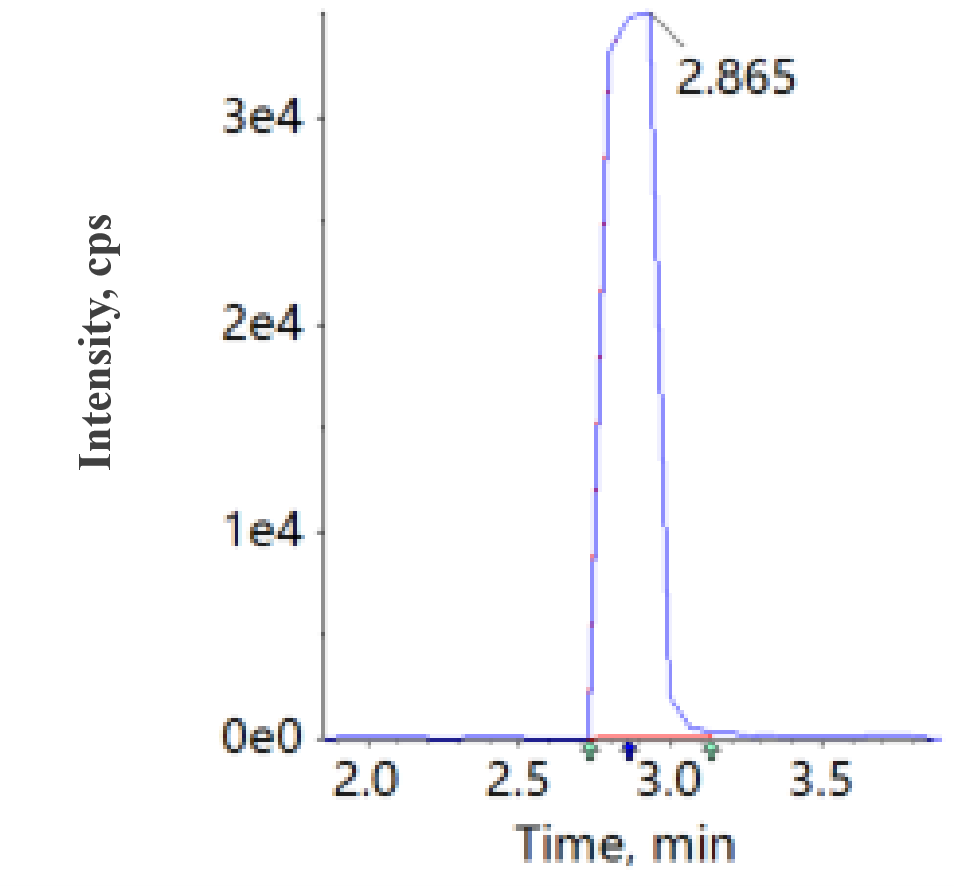 2.865
3e4
2e4
1e4
0e0
Intensity, cps
2.0 2.5 3.0 3.5
Time, min